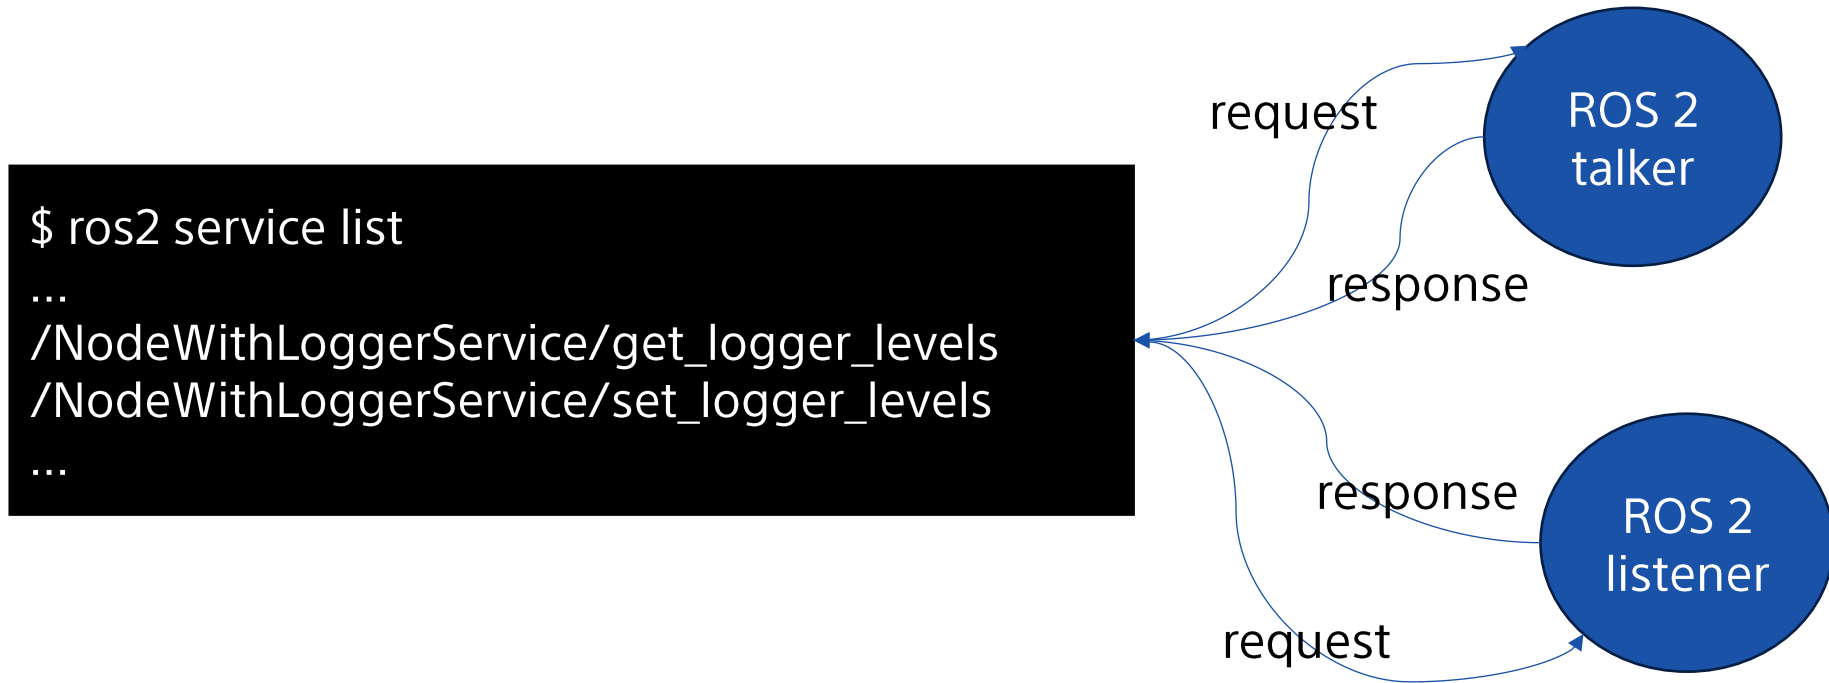 $ ros2 service list
...
/NodeWithLoggerService/get_logger_levels
/NodeWithLoggerService/set_logger_levels
...
request
response
response
request
ROS 2
talker
ROS 2
listener